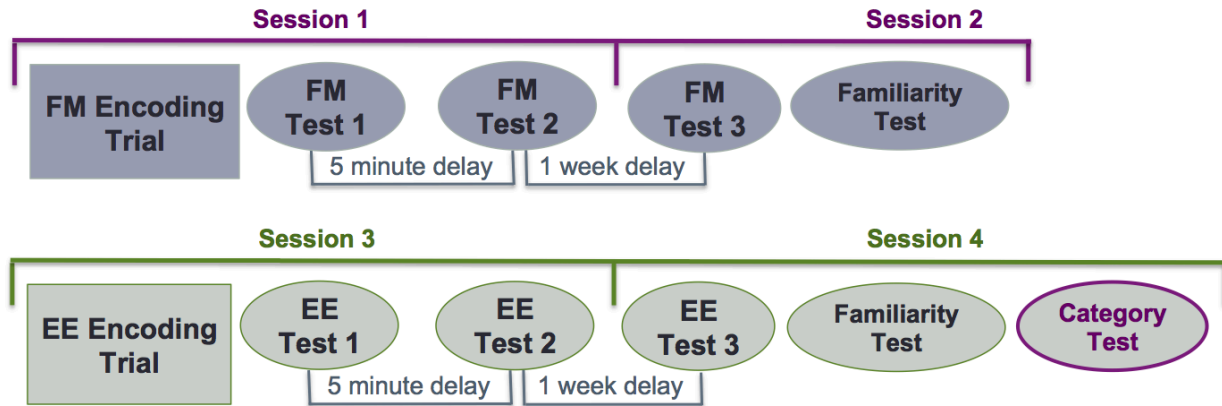 Session 1
Session 2
FM Encoding
Trial
FM
Test 1
FM
Test 2
FM
Test 3
Familiarity
Test
5 minute delay
1 week delay
Session 3
Session 4
EE Encoding
Trial
EE
Test 1
EE
Test 2
EE
Test 3
Familiarity
Test
Category
Test
5 minute delay
1 week delay